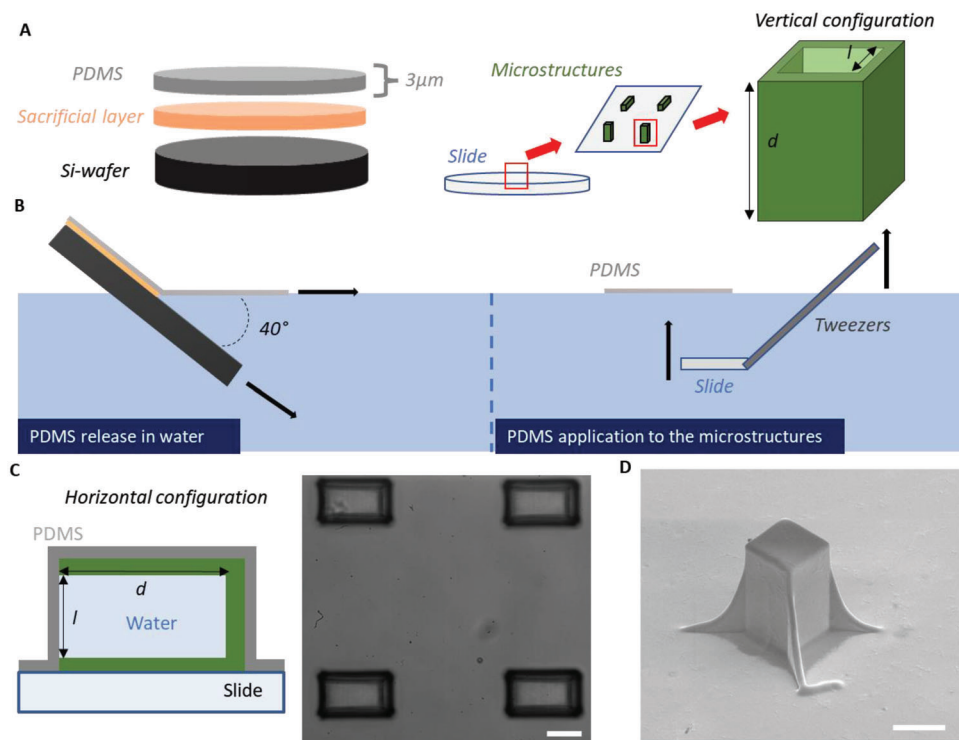 A
PDMS
3μm
Sacrificial layer
Si-wafer
Microstructures
Slide
Vertical configuration
l
d
B
40°
PDMS
Tweezers
Slide
PDMS release in water
PDMS application to the microstructures
C
Horizontal configuration
PDMS
d
l
Water
Slide
D